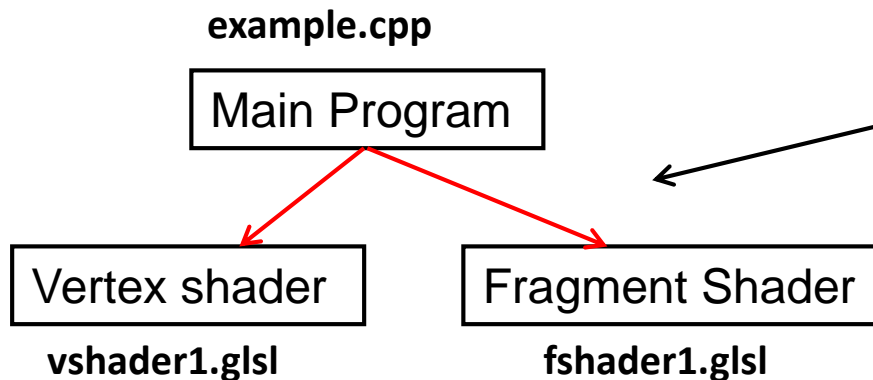 example.cpp
Main Program
Vertex shader
Fragment Shader
vshader1.glsl
fshader1.glsl